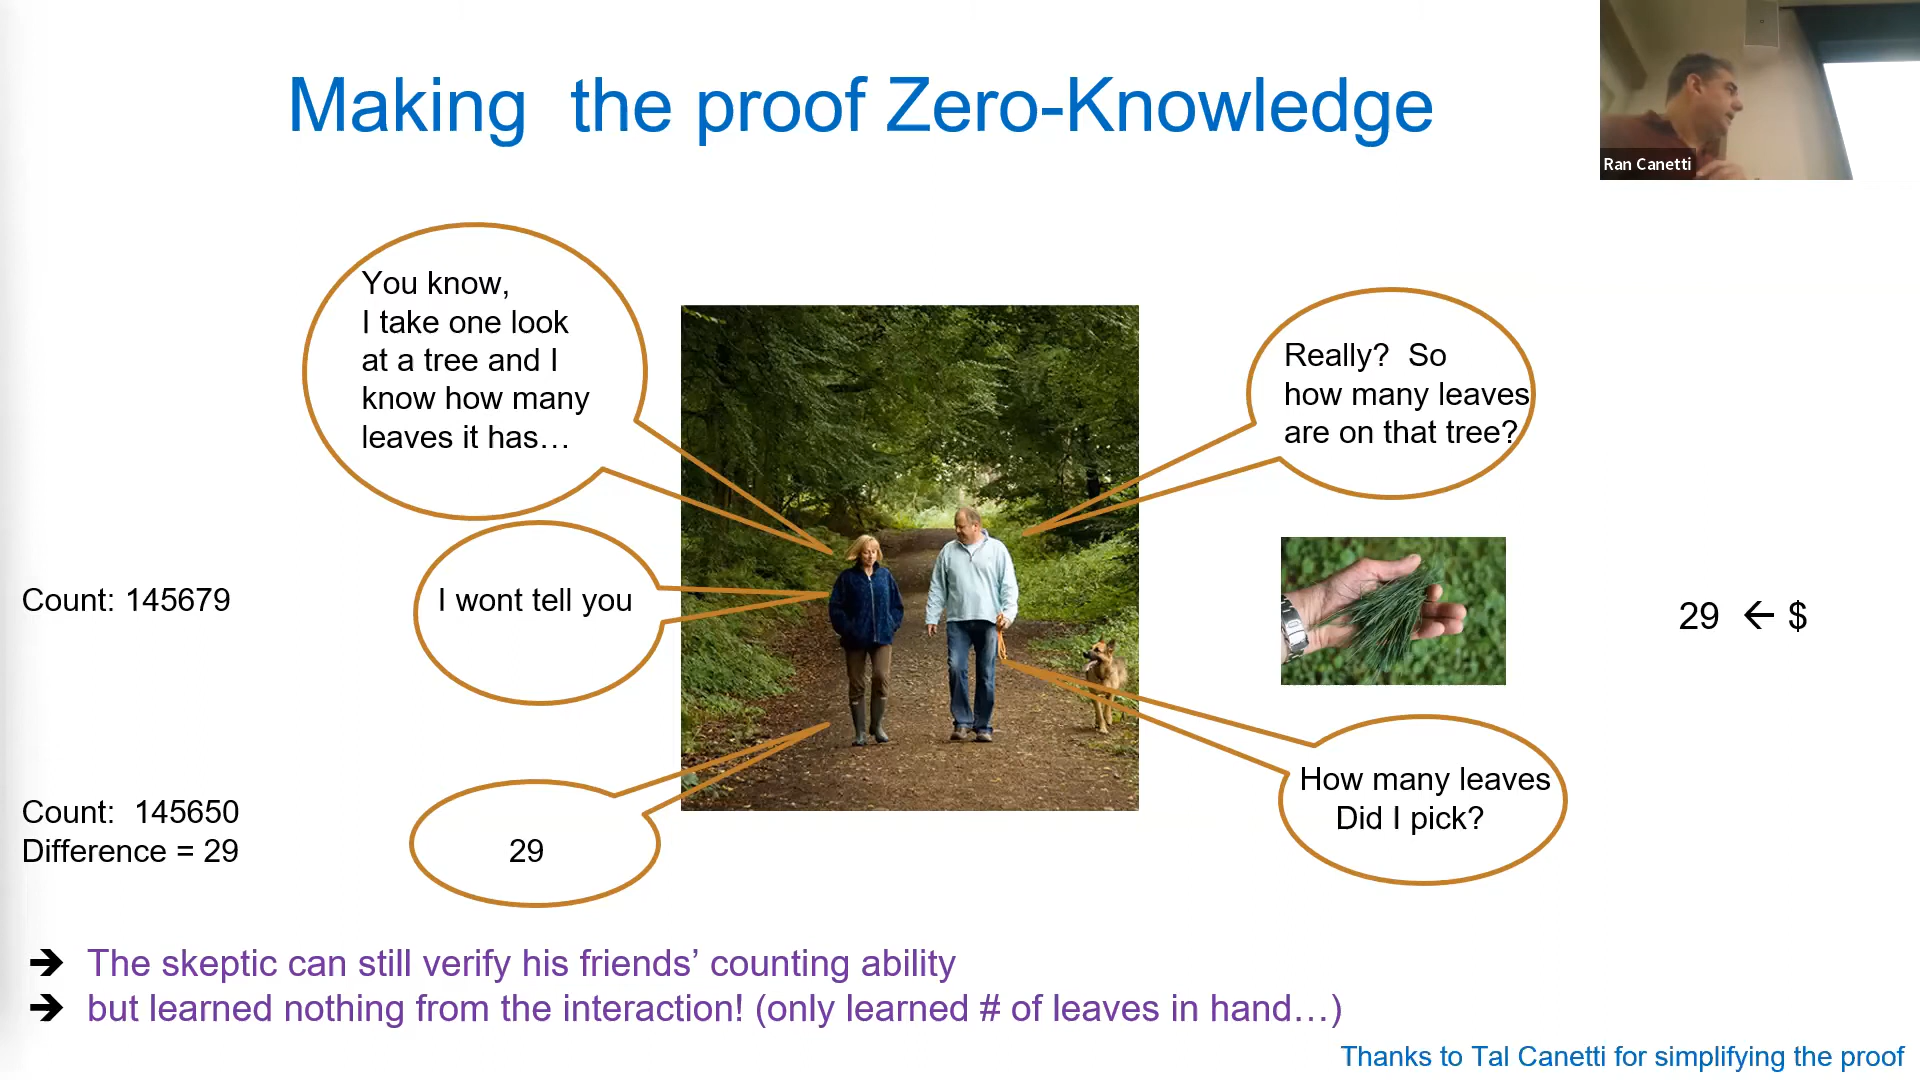 Making  the proof Zero-Knowledge
Ran Canetti
You know,
I take one look
at a tree and I
know how many
leaves it has…
Really?  So
how many leaves
are on that tree?
Count: 145679
I wont tell you
29 ← $
How many leaves
Did I pick?
Count:  145650
Difference = 29
29
➔ The skeptic can still verify his friends’ counting ability
➔ but learned nothing from the interaction! (only learned # of leaves in hand…)
Thanks to Tal Canetti for simplifying the proof